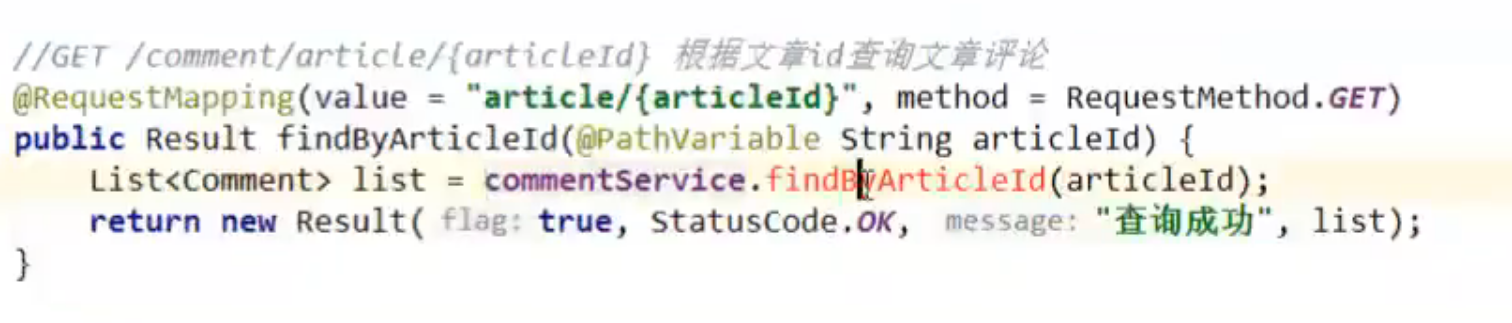 //GET /comment/article/{articleId} 根据文章id查询文章评论
@RequestMapping(value = "article/{articleId}", method = RequestMethod.GET)
public Result findByArticleId(@PathVariable String articleId) {
    List<Comment> list = commentService.findByArticleId(articleId);
    return new Result( flag: true, StatusCode.OK, message: "查询成功", list);
}